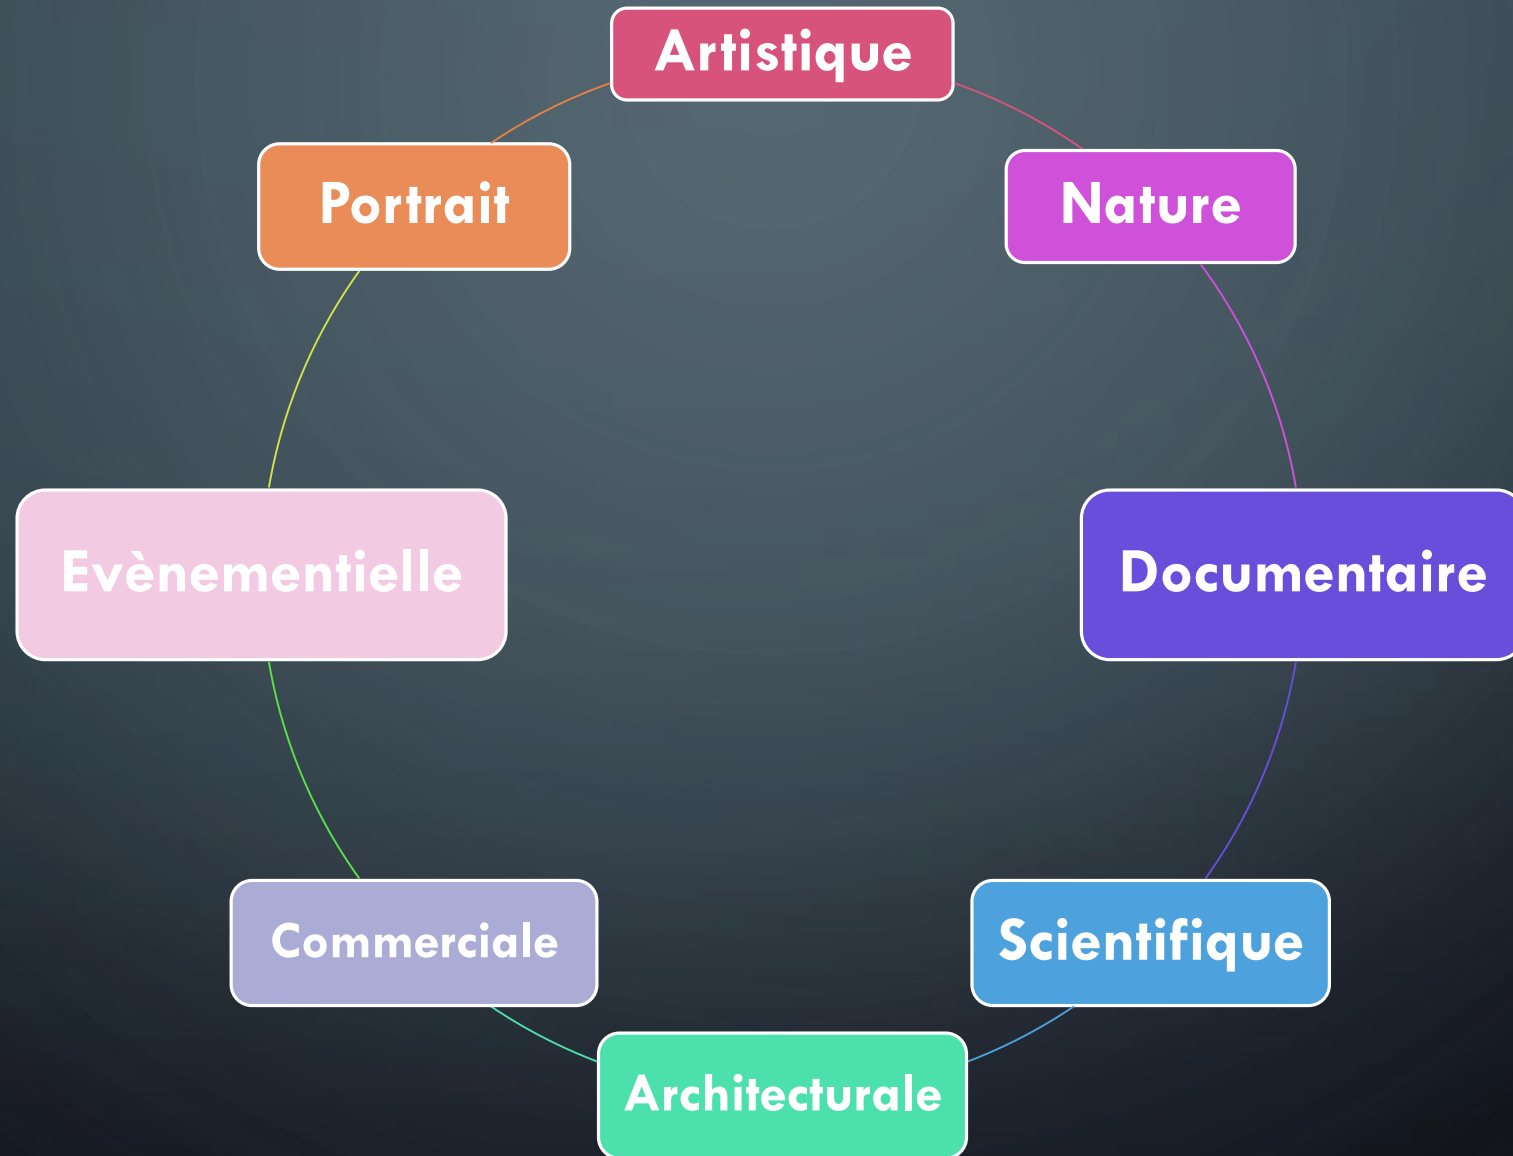 Artistique
Nature
Documentaire
Scientifique
Architecturale
Commerciale
Evènementielle
Portrait